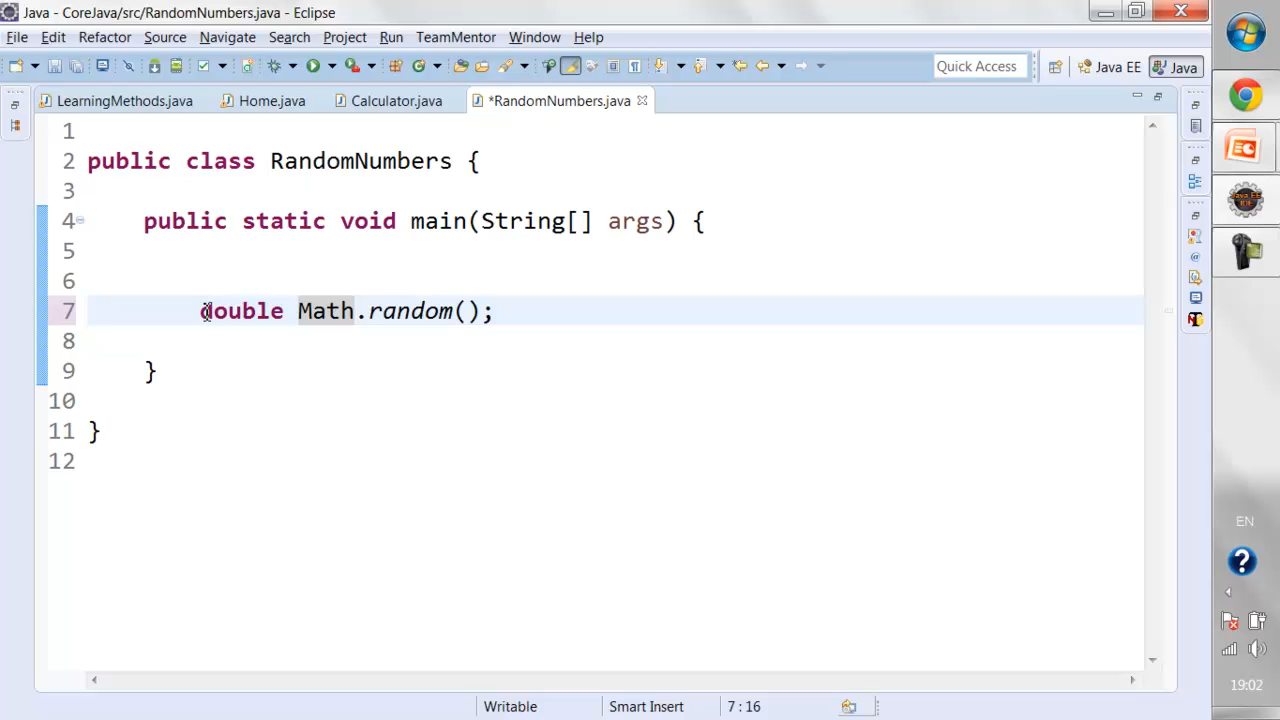 Java - CoreJava/src/RandomNumbers.java - Eclipse
File Edit Refactor Source Navigate Search Project Run TeamMentor Window Help
Quick Access Java EE Java
LearningMethods.java Home.java Calculator.java *RandomNumbers.java
1
2 public class RandomNumbers {
3
4 public static void main(String[] args) {
5
6
7 double Math.random();
8
9 }
10
11 }
12
EN
19:02
Writable Smart Insert 7 : 16